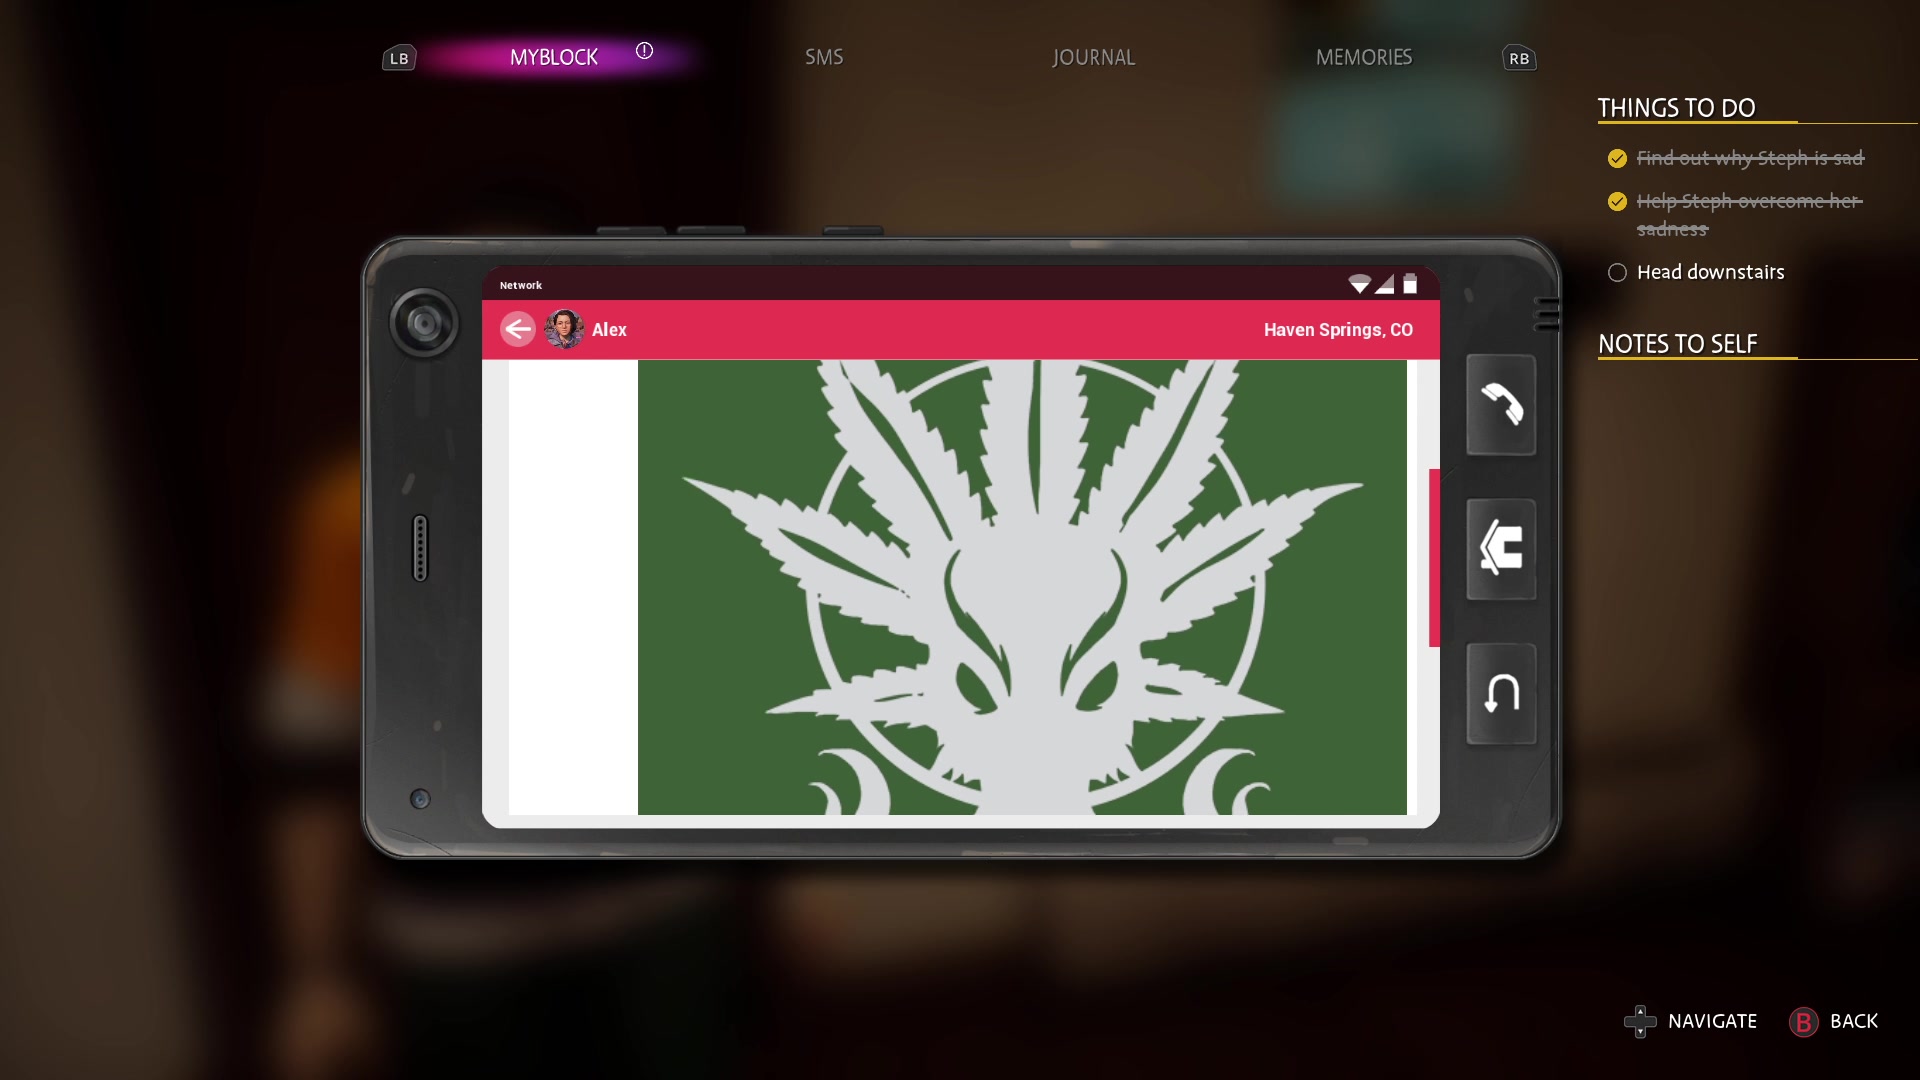 LB
MYBLOCK
SMS
JOURNAL
MEMORIES
RB
THINGS TO DO
Find out why Steph is sad
Help Steph overcome her
sadness
Head downstairs
NOTES TO SELF
Network
Alex
Haven Springs, CO
NAVIGATE
B BACK